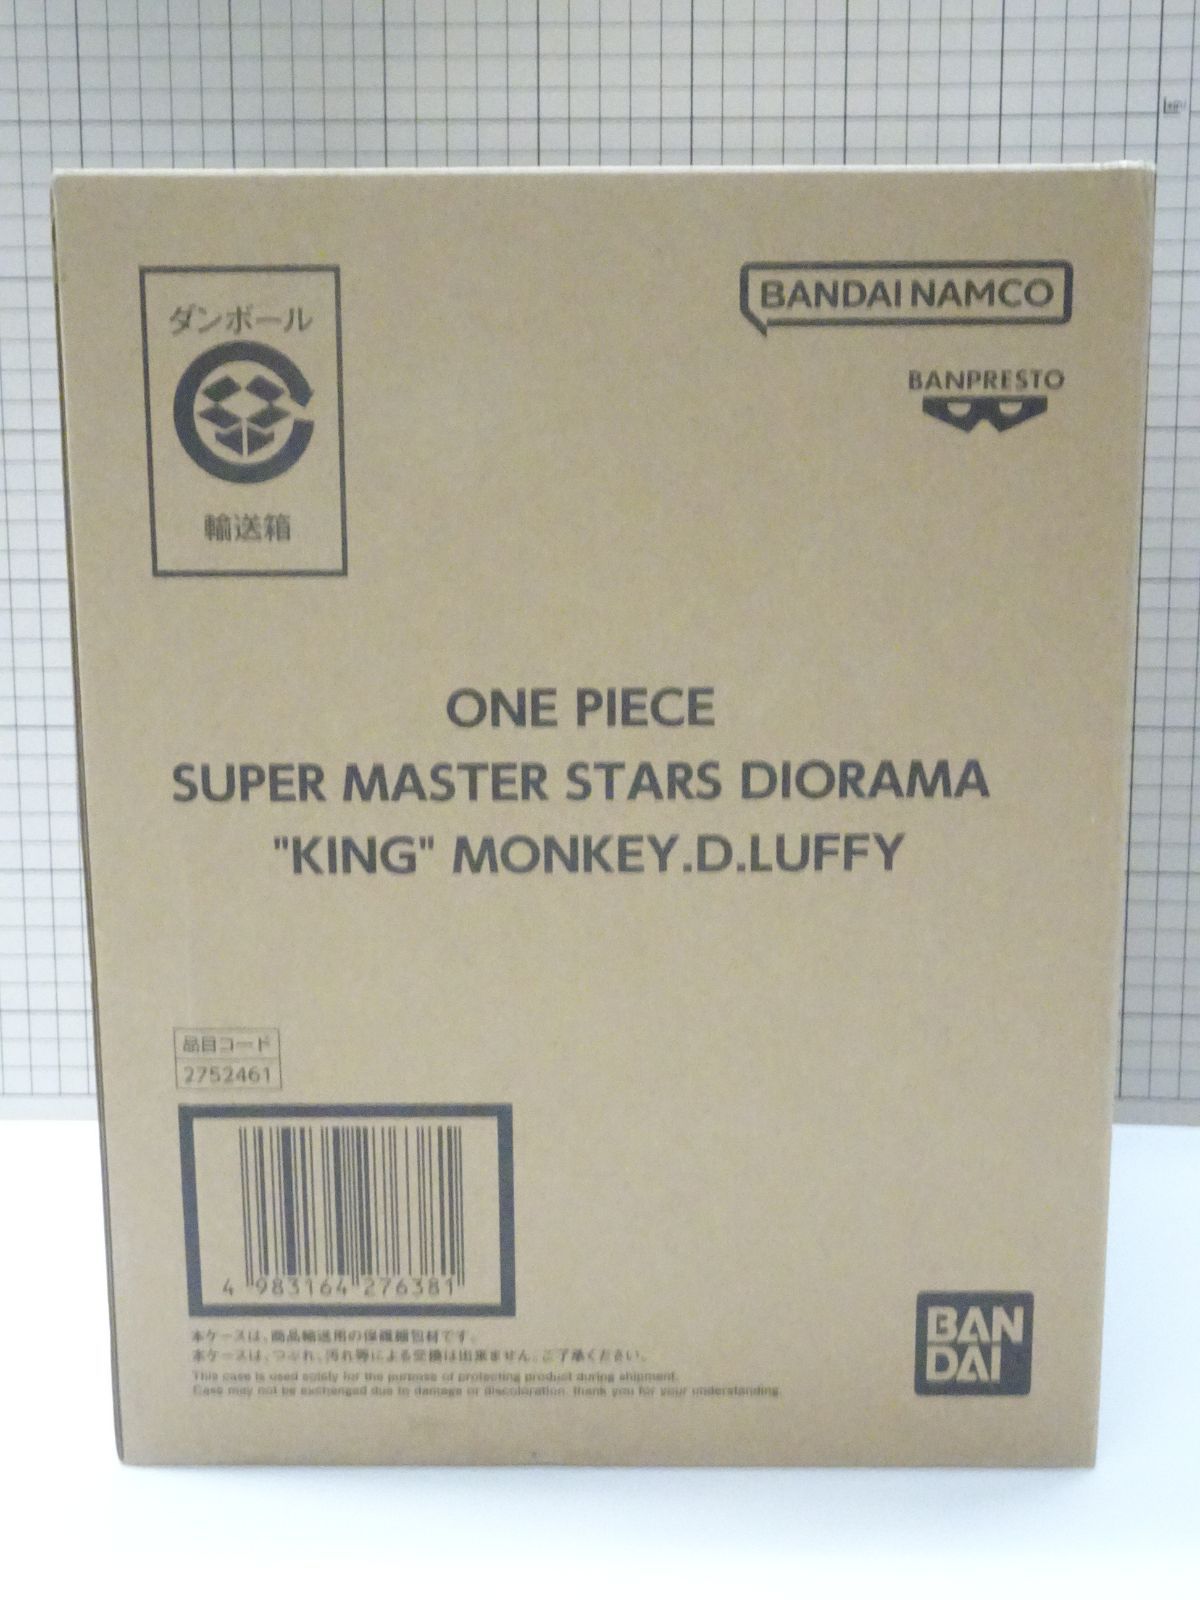 ダンボール
輸送箱
BANDAI NAMCO
BANPRESTO
ONE PIECE
SUPER MASTER STARS DIORAMA
"KING" MONKEY.D.LUFFY
品目コード
2752461
4 983164 276381
本ケースは、商品輸送用の保護梱包材です。
本ケースは、つぶれ、汚れ等による交換は出来ません。ご了承ください。
This case is used solely for the purpose of protecting product during shipment.
Case may not be exchanged due to damage or discoloration. thank you for your understanding.
BAN
DAI